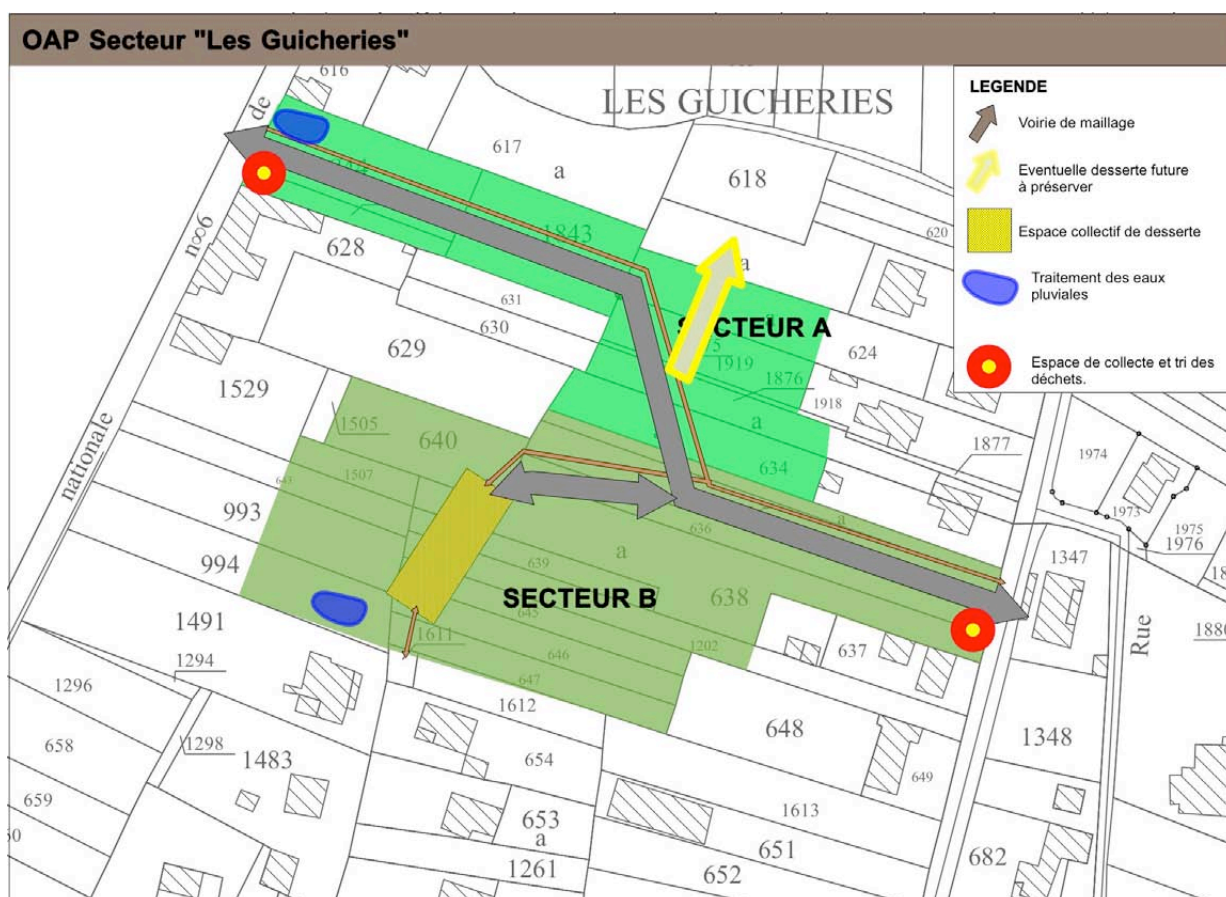 OAP Secteur "Les Guicheries"
LEGENDE
Voirie de maillage
Eventuelle desserte future
à préserver
Espace collectif de desserte
Traitement des eaux
pluviales
Espace de collecte et tri des
déchets.
LES GUICHERIES
616
de
617
a
618
620
n°6
628
1843
a
631
630
629
SECTEUR A
1919
624
1876
1918
a
1877
634
1529
1505
640
1507
nationale
993
994
636
a
639
a
638
645
SECTEUR B
1611
646
1202
647
637
1974
1973
1975
1976
1347
Rue
1880
1491
1294
1296
1298
658
659
1483
1612
654
648
649
1348
653
a
1613
651
1261
652
682